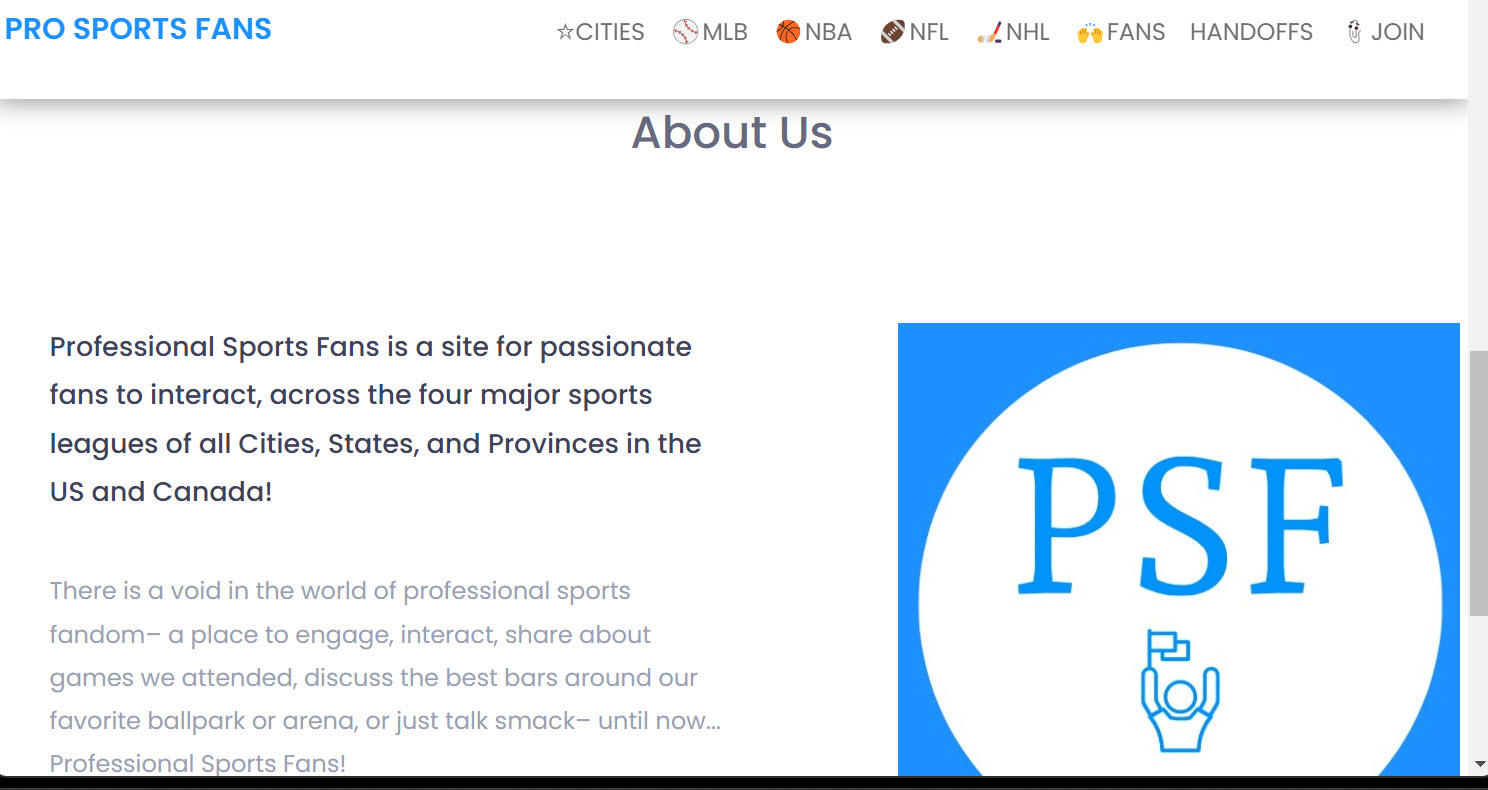 PRO SPORTS FANS
☆CITIES ⚾MLB 🏀NBA 🏈NFL 🏒NHL 🙌FANS HANDOFFS JOIN
About Us
Professional Sports Fans is a site for passionate
fans to interact, across the four major sports
leagues of all Cities, States, and Provinces in the
US and Canada!
There is a void in the world of professional sports
fandom– a place to engage, interact, share about
games we attended, discuss the best bars around our
favorite ballpark or arena, or just talk smack– until now...
Professional Sports Fans!
PSF